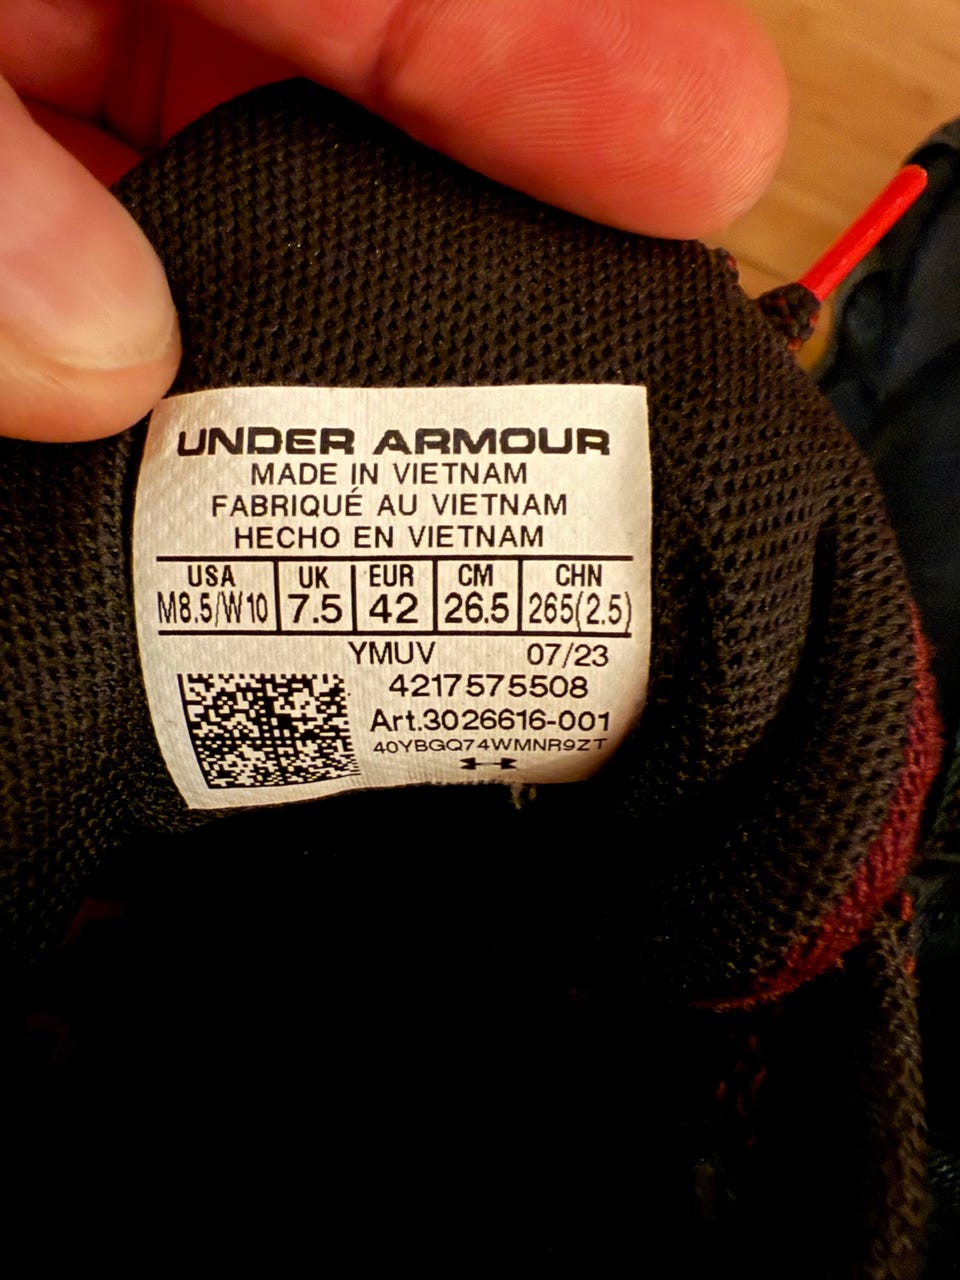 UNDER ARMOUR
MADE IN VIETNAM
FABRIQUÉ AU VIETNAM
HECHO EN VIETNAM
USA UK EUR CM CHN
M8.5/W10 7.5 42 26.5 265(2.5)
YMUV 07/23
4217575508
Art.3026616-001
40YBGQ74WMNR9ZT